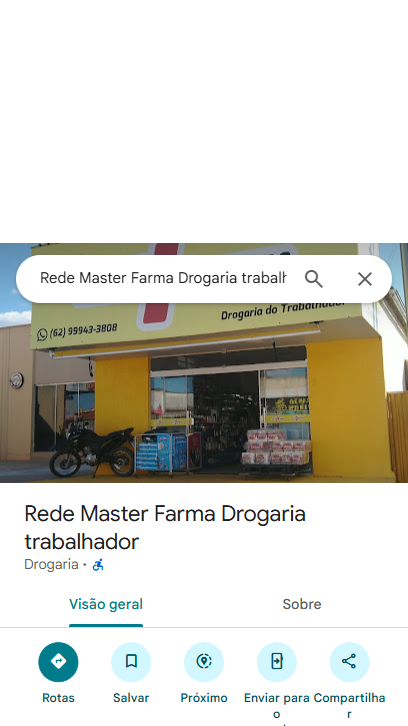 Rede Master Farma Drogaria trabalh
Drogaria do Trabalhador
(62) 99943-3808
Rede Master Farma Drogaria
trabalhador
Drogaria •
Visão geral
Sobre
Rotas
Salvar
Próximo
Enviar para o
Compartilhar